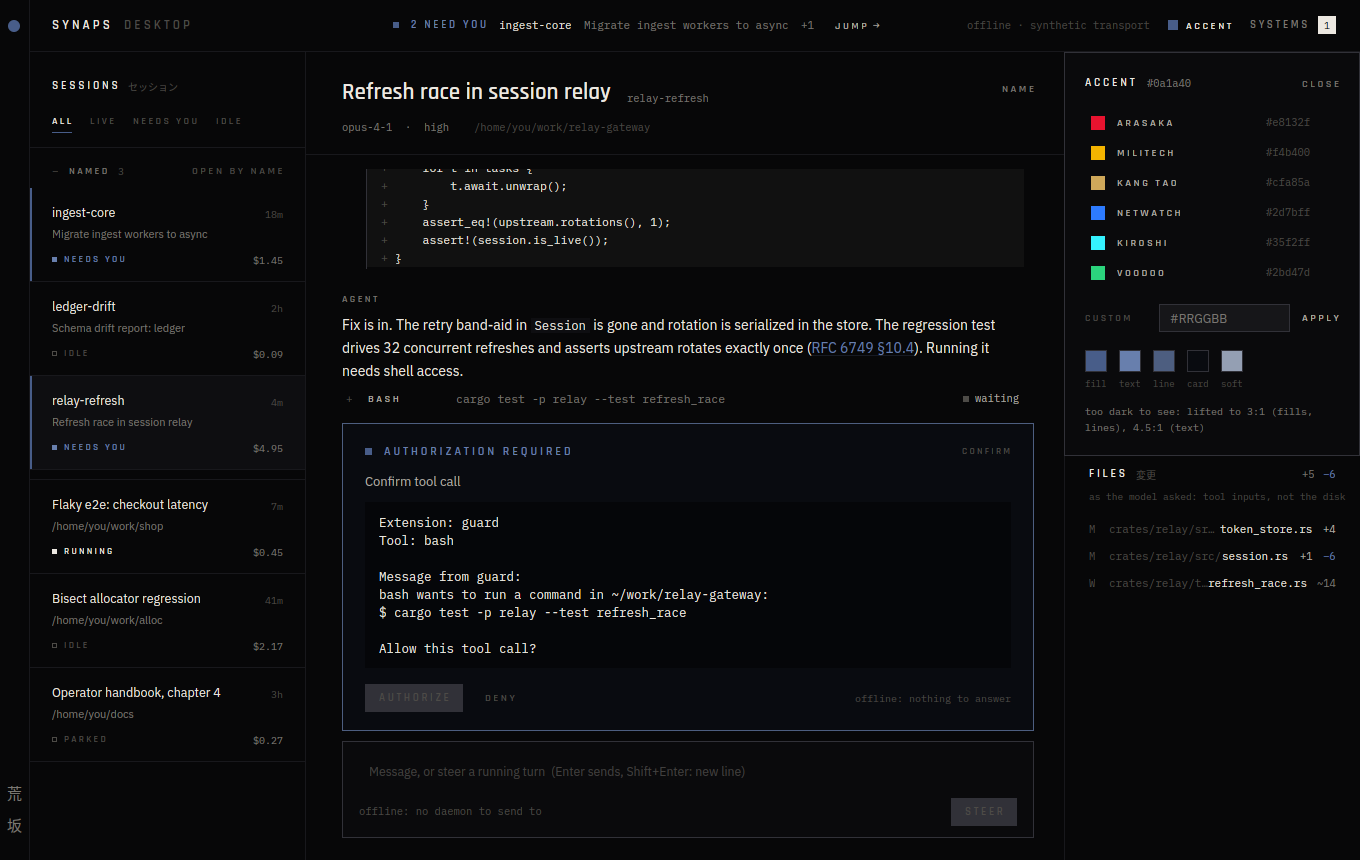 SYNAPS DESKTOP
2 NEED YOU ingest-core Migrate ingest workers to async +1 JUMP →
offline · synthetic transport ACCENT SYSTEMS 1
SESSIONS セッション
ALL LIVE NEEDS YOU IDLE
− NAMED 3 OPEN BY NAME
ingest-core 18m
Migrate ingest workers to async
NEEDS YOU $1.45
ledger-drift 2h
Schema drift report: ledger
IDLE $0.09
relay-refresh 4m
Refresh race in session relay
NEEDS YOU $4.95
Flaky e2e: checkout latency 7m
/home/you/work/shop
RUNNING $0.45
Bisect allocator regression 41m
/home/you/work/alloc
IDLE $2.17
Operator handbook, chapter 4 3h
/home/you/docs
PARKED $0.27
荒
坂
Refresh race in session relay relay-refresh NAME
opus-4-1 · high /home/you/work/relay-gateway
+ for t in tasks {
+ t.await.unwrap();
+ }
+ assert_eq!(upstream.rotations(), 1);
+ assert!(session.is_live());
+ }
AGENT
Fix is in. The retry band-aid in Session is gone and rotation is serialized in the store. The regression test
drives 32 concurrent refreshes and asserts upstream rotates exactly once (RFC 6749 §10.4). Running it
needs shell access.
+ BASH cargo test -p relay --test refresh_race waiting
AUTHORIZATION REQUIRED CONFIRM
Confirm tool call
Extension: guard
Tool: bash
Message from guard:
bash wants to run a command in ~/work/relay-gateway:
$ cargo test -p relay --test refresh_race
Allow this tool call?
AUTHORIZE DENY offline: nothing to answer
Message, or steer a running turn (Enter sends, Shift+Enter: new line)
offline: no daemon to send to STEER
ACCENT #0a1a40 CLOSE
ARASAKA #e8132f
MILITECH #f4b400
KANG TAO #cfa85a
NETWATCH #2d7bff
KIROSHI #35f2ff
VOODOO #2bd47d
CUSTOM #RRGGBB APPLY
fill text line card soft
too dark to see: lifted to 3:1 (fills,
lines), 4.5:1 (text)
FILES 変更 +5 −6
as the model asked: tool inputs, not the disk
M crates/relay/sr… token_store.rs +4
M crates/relay/src/session.rs +1 −6
W crates/relay/t…refresh_race.rs ~14